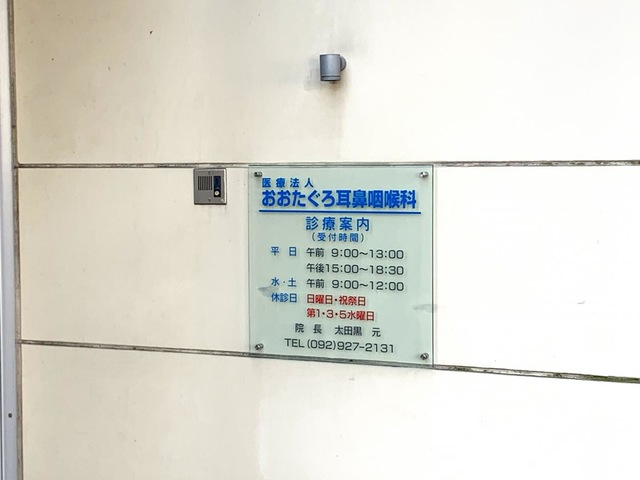 医療法人
おおたぐろ耳鼻咽喉科
診療案内
(受付時間)
平 日 午前 9:00〜13:00
午後15:00〜18:30
水・土 午前 9:00〜12:00
休診日 日曜日・祝祭日
第1・3・5水曜日
院 長 太田黒 元
TEL(092)927-2131